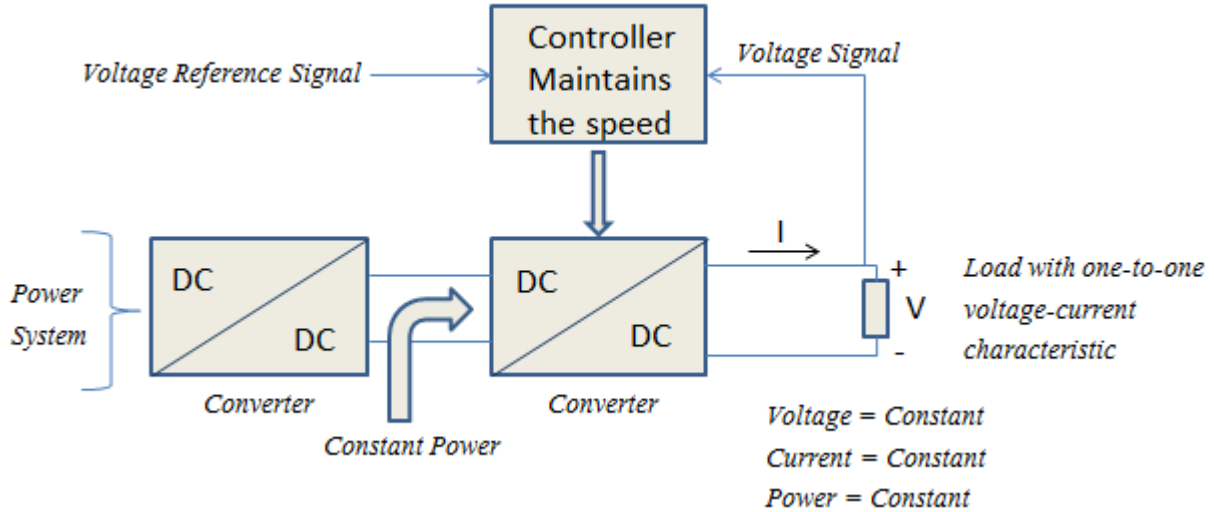 Controller
Maintains
the speed
Voltage Reference Signal
Voltage Signal
I
DC
DC
DC
DC
Power
System
+
V
-
Load with one-to-one
voltage-current
characteristic
Converter
Converter
Constant Power
Voltage = Constant
Current = Constant
Power = Constant